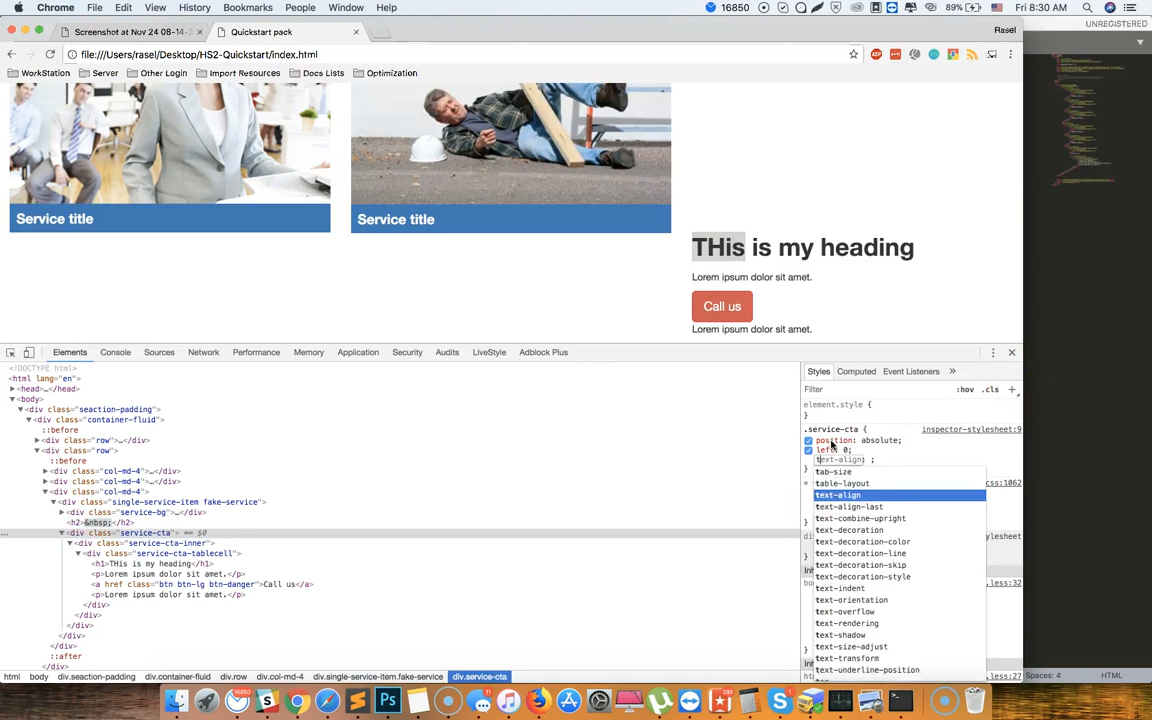 Chrome File Edit View History Bookmarks People Window Help 16850 89% Fri 8:30 AM
UNREGISTERED
Screenshot at Nov 24 08-14-3 Quickstart pack Rasel
file:///Users/rasel/Desktop/HS2-Quickstart/index.html
WorkStation Server Other Login Import Resources Docs Lists Optimization
Service title
Service title
THis is my heading
Lorem ipsum dolor sit amet.
Call us
Lorem ipsum dolor sit amet.
Elements Console Sources Network Performance Memory Application Security Audits LiveStyle Adblock Plus
<!DOCTYPE html>
<html lang="en">
<head>…</head>
<body>
<div class="seaction-padding">
<div class="container-fluid">
::before
<div class="row">…</div>
<div class="row">
::before
<div class="col-md-4">…</div>
<div class="col-md-4">…</div>
<div class="col-md-4">
<div class="single-service-item fake-service">
<div class="service-bg">…</div>
<h2>&nbsp;</h2>
<div class="service-cta"> == $0
<div class="service-cta-inner">
<div class="service-cta-tablecell">
<h1>THis is my heading</h1>
<p>Lorem ipsum dolor sit amet.</p>
<a href class="btn btn-lg btn-danger">Call us</a>
<p>Lorem ipsum dolor sit amet.</p>
</div>
</div>
</div>
</div>
</div>
::after
</div>
html body div.seaction-padding div.container-fluid div.row div.col-md-4 div.single-service-item.fake-service div.service-cta
Styles Computed Event Listeners »
Filter :hov .cls +
element.style {
}
.service-cta { inspector-stylesheet:9
position: absolute;
left: 0;
text-align: ;
}
tab-size
table-layout
text-align
text-align-last
text-combine-upright
text-decoration
text-decoration-color
text-decoration-line
text-decoration-skip
text-decoration-style
text-indent
text-orientation
text-overflow
text-rendering
text-shadow
text-size-adjust
text-transform
text-underline-position
css:1062
stylesheet
.less:32
.less:27
Spaces: 4 HTML